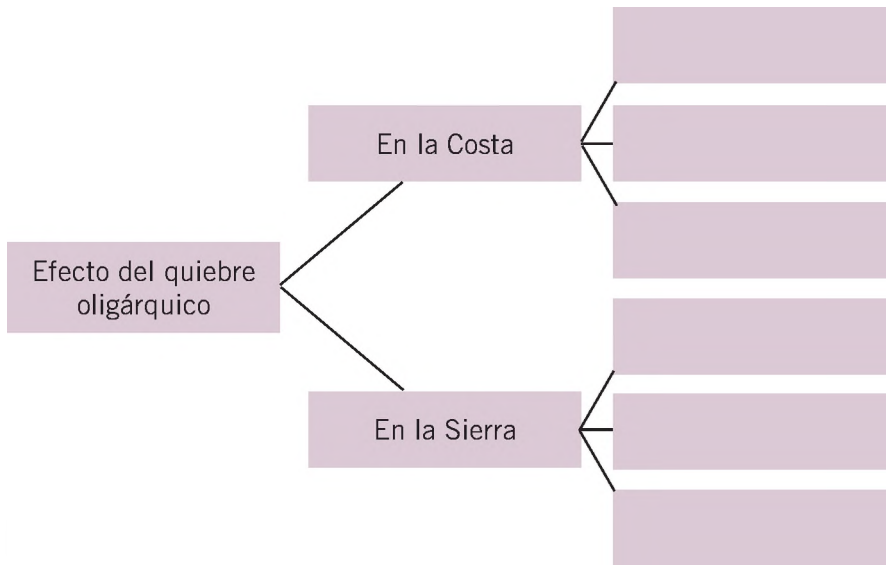 En la Costa
Efecto del quiebre
oligárquico
En la Sierra